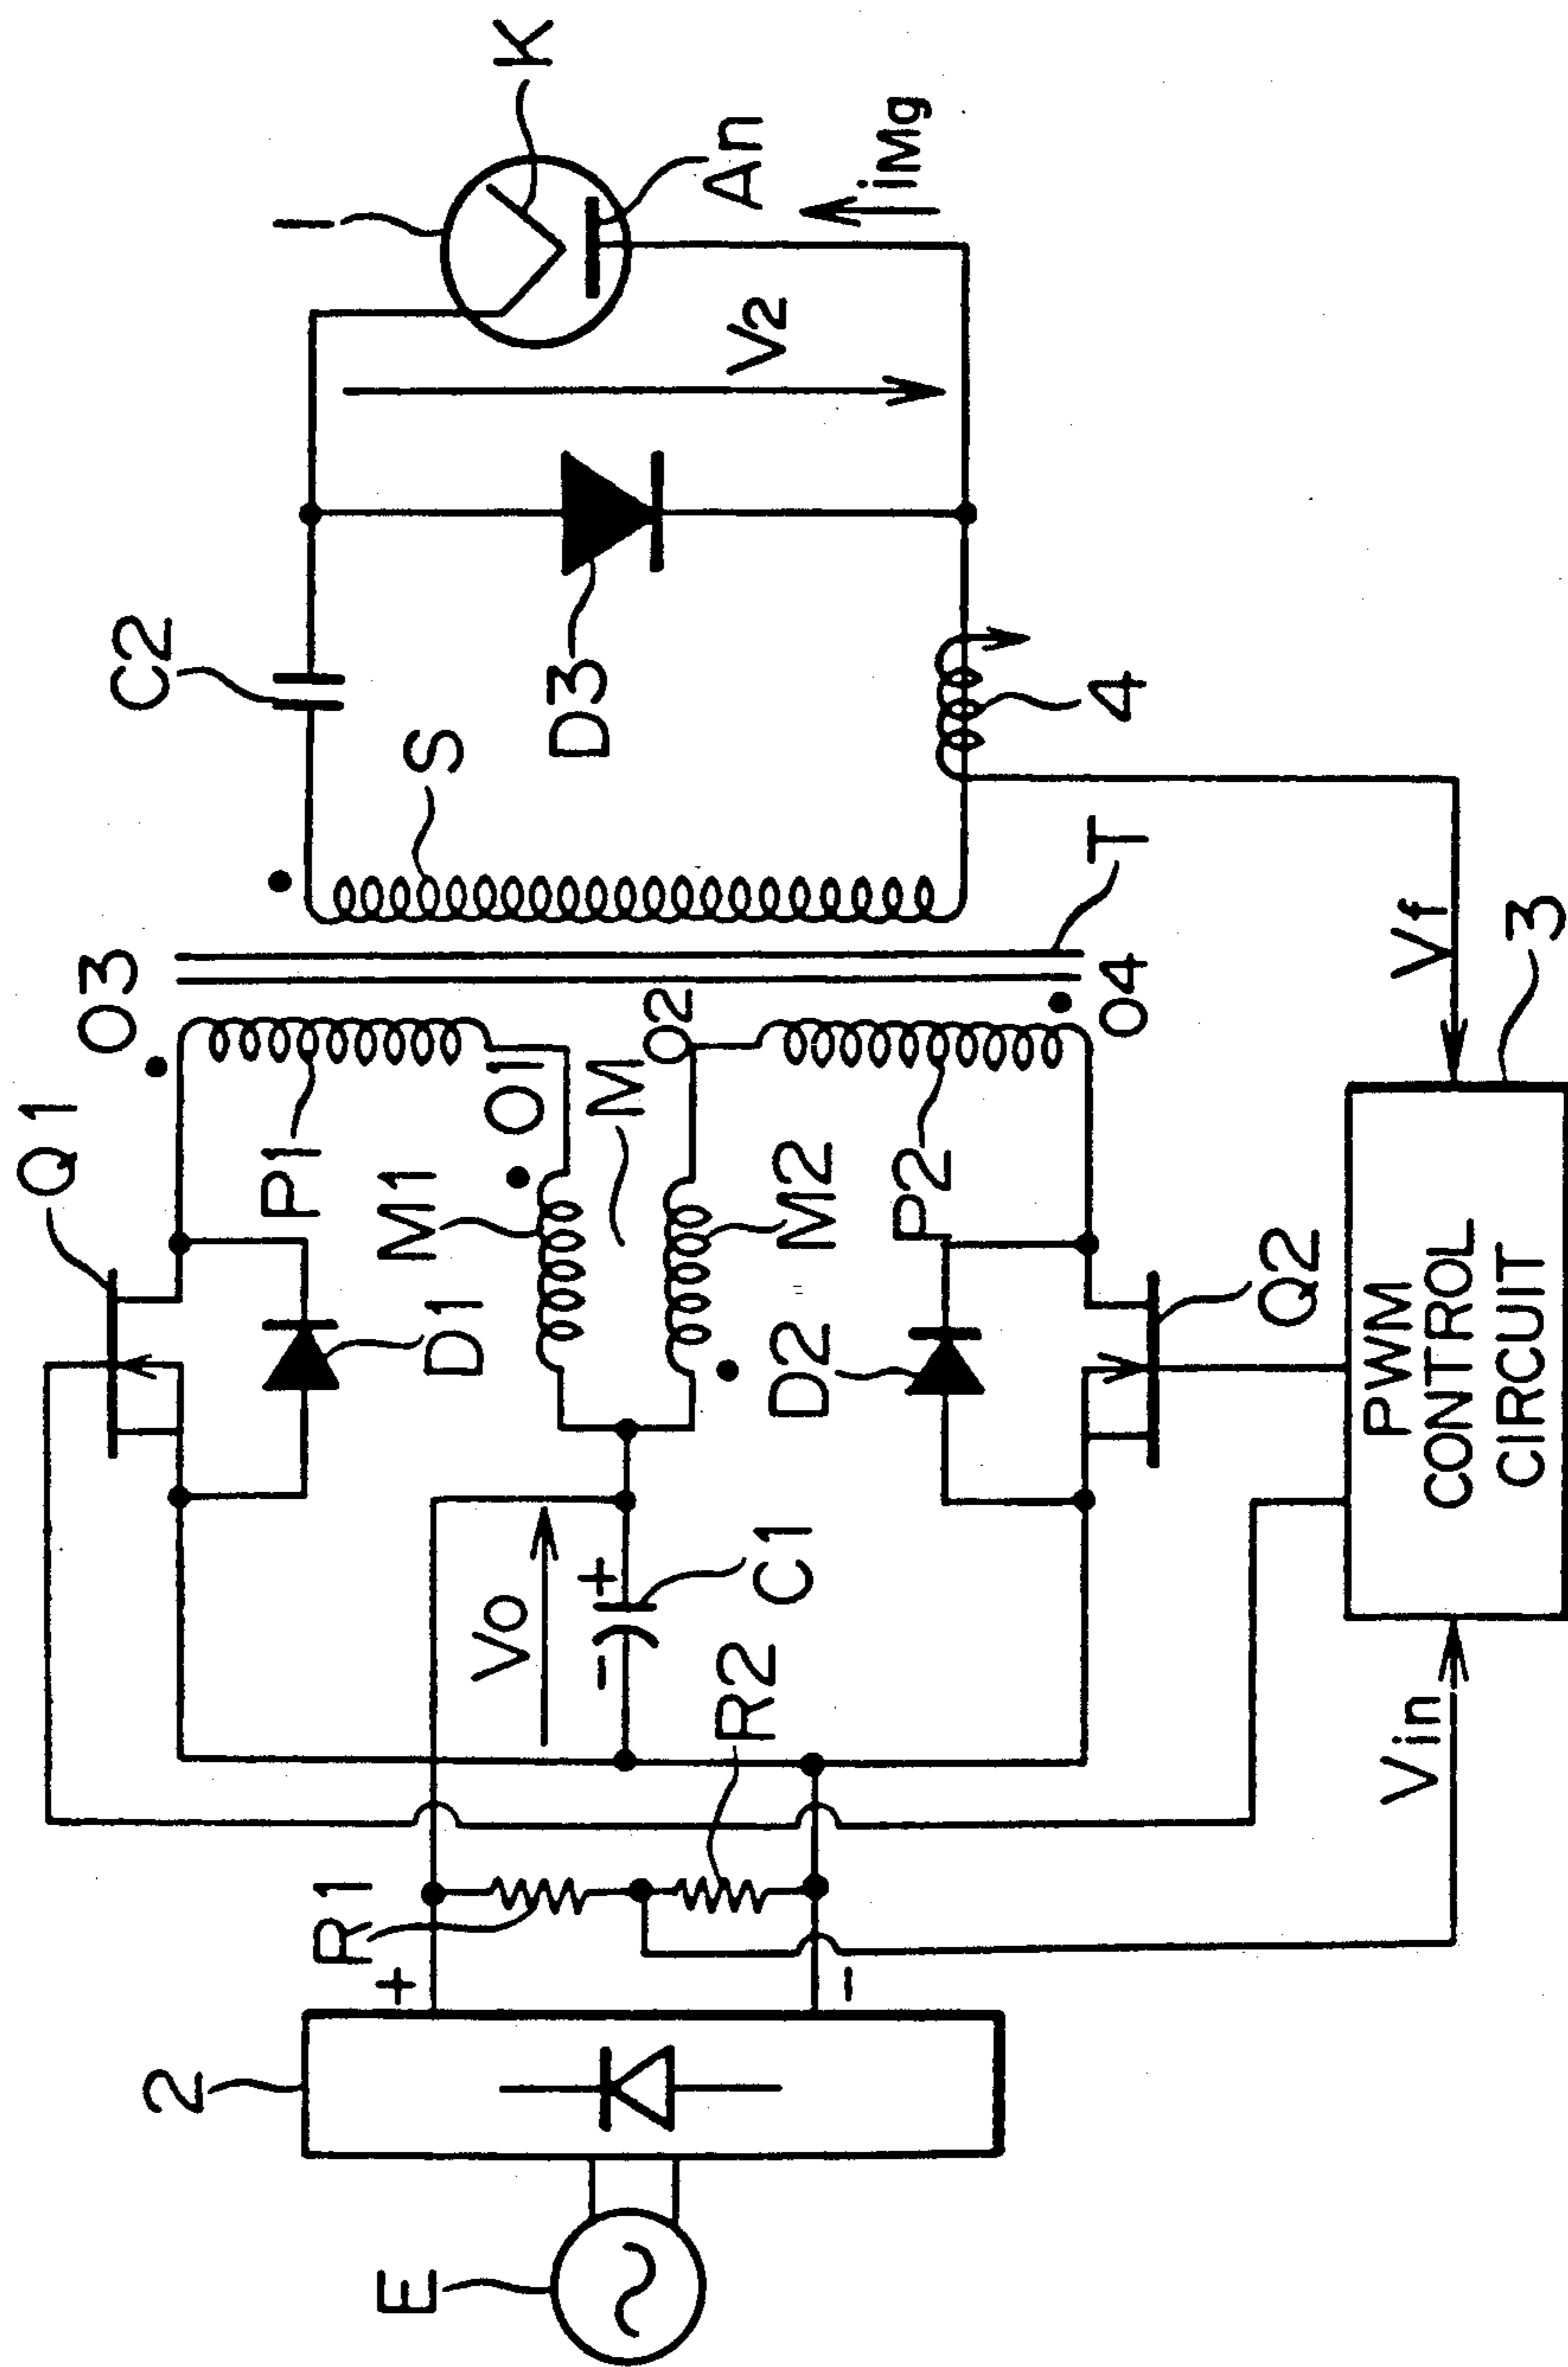 E
2
+
-
R1
R2
Vin
Vo
-
+
C1
Q1
D1
P1
M1
O1
M
O2
M2
D2
P2
Q2
O3
O4
T
S
C2
D3
4
V2
1
K
An
iMg
Vf
3
PWM
CONTROL
CIRCUIT